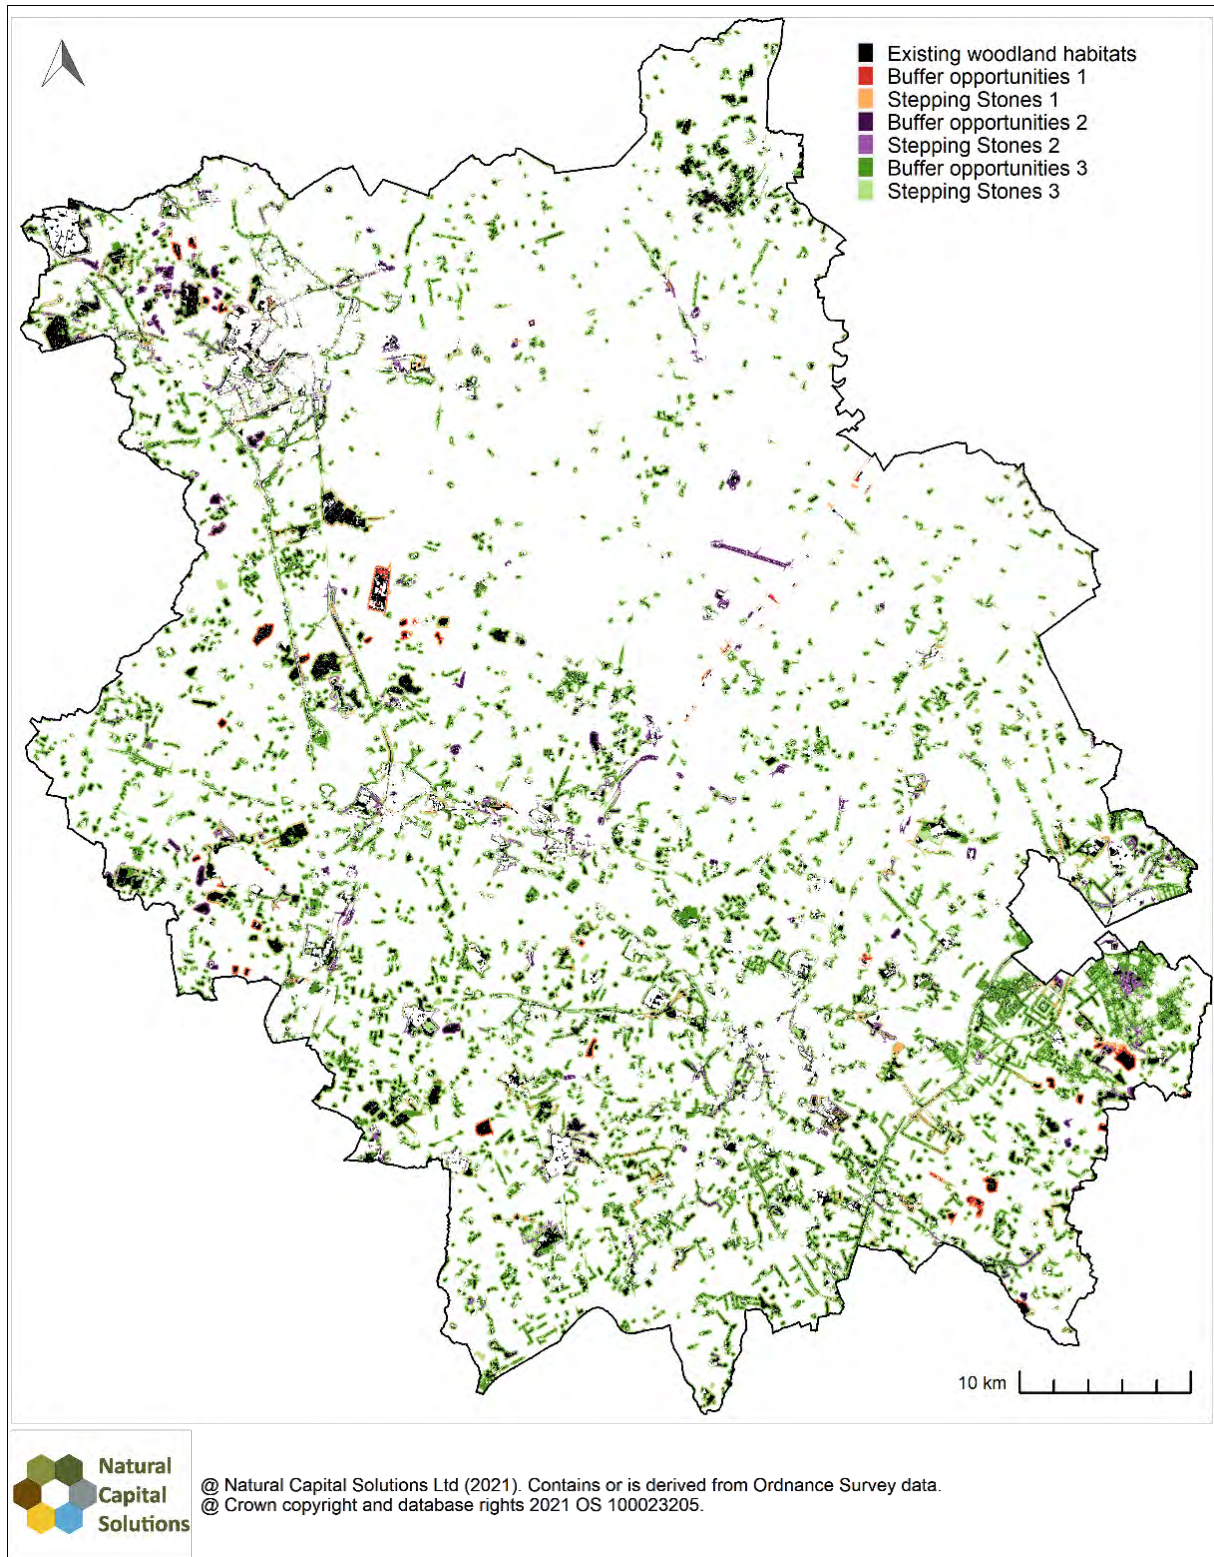 Existing woodland habitats
Buffer opportunities 1
Stepping Stones 1
Buffer opportunities 2
Stepping Stones 2
Buffer opportunities 3
Stepping Stones 3
10 km
Natural
Capital
Solutions
@ Natural Capital Solutions Ltd (2021). Contains or is derived from Ordnance Survey data.
@ Crown copyright and database rights 2021 OS 100023205.